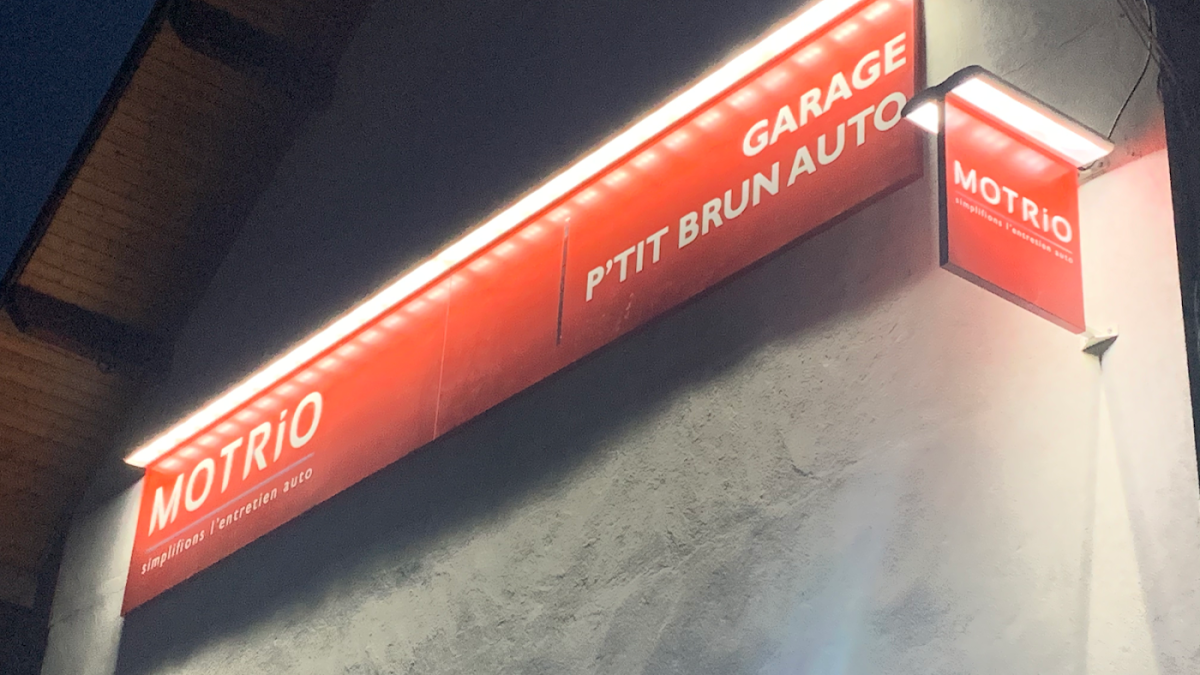 GARAGE
P'TIT BRUN AUTO
MOTRiO
simplifions l'entretien auto
MOTRiO
simplifions l'entretien auto